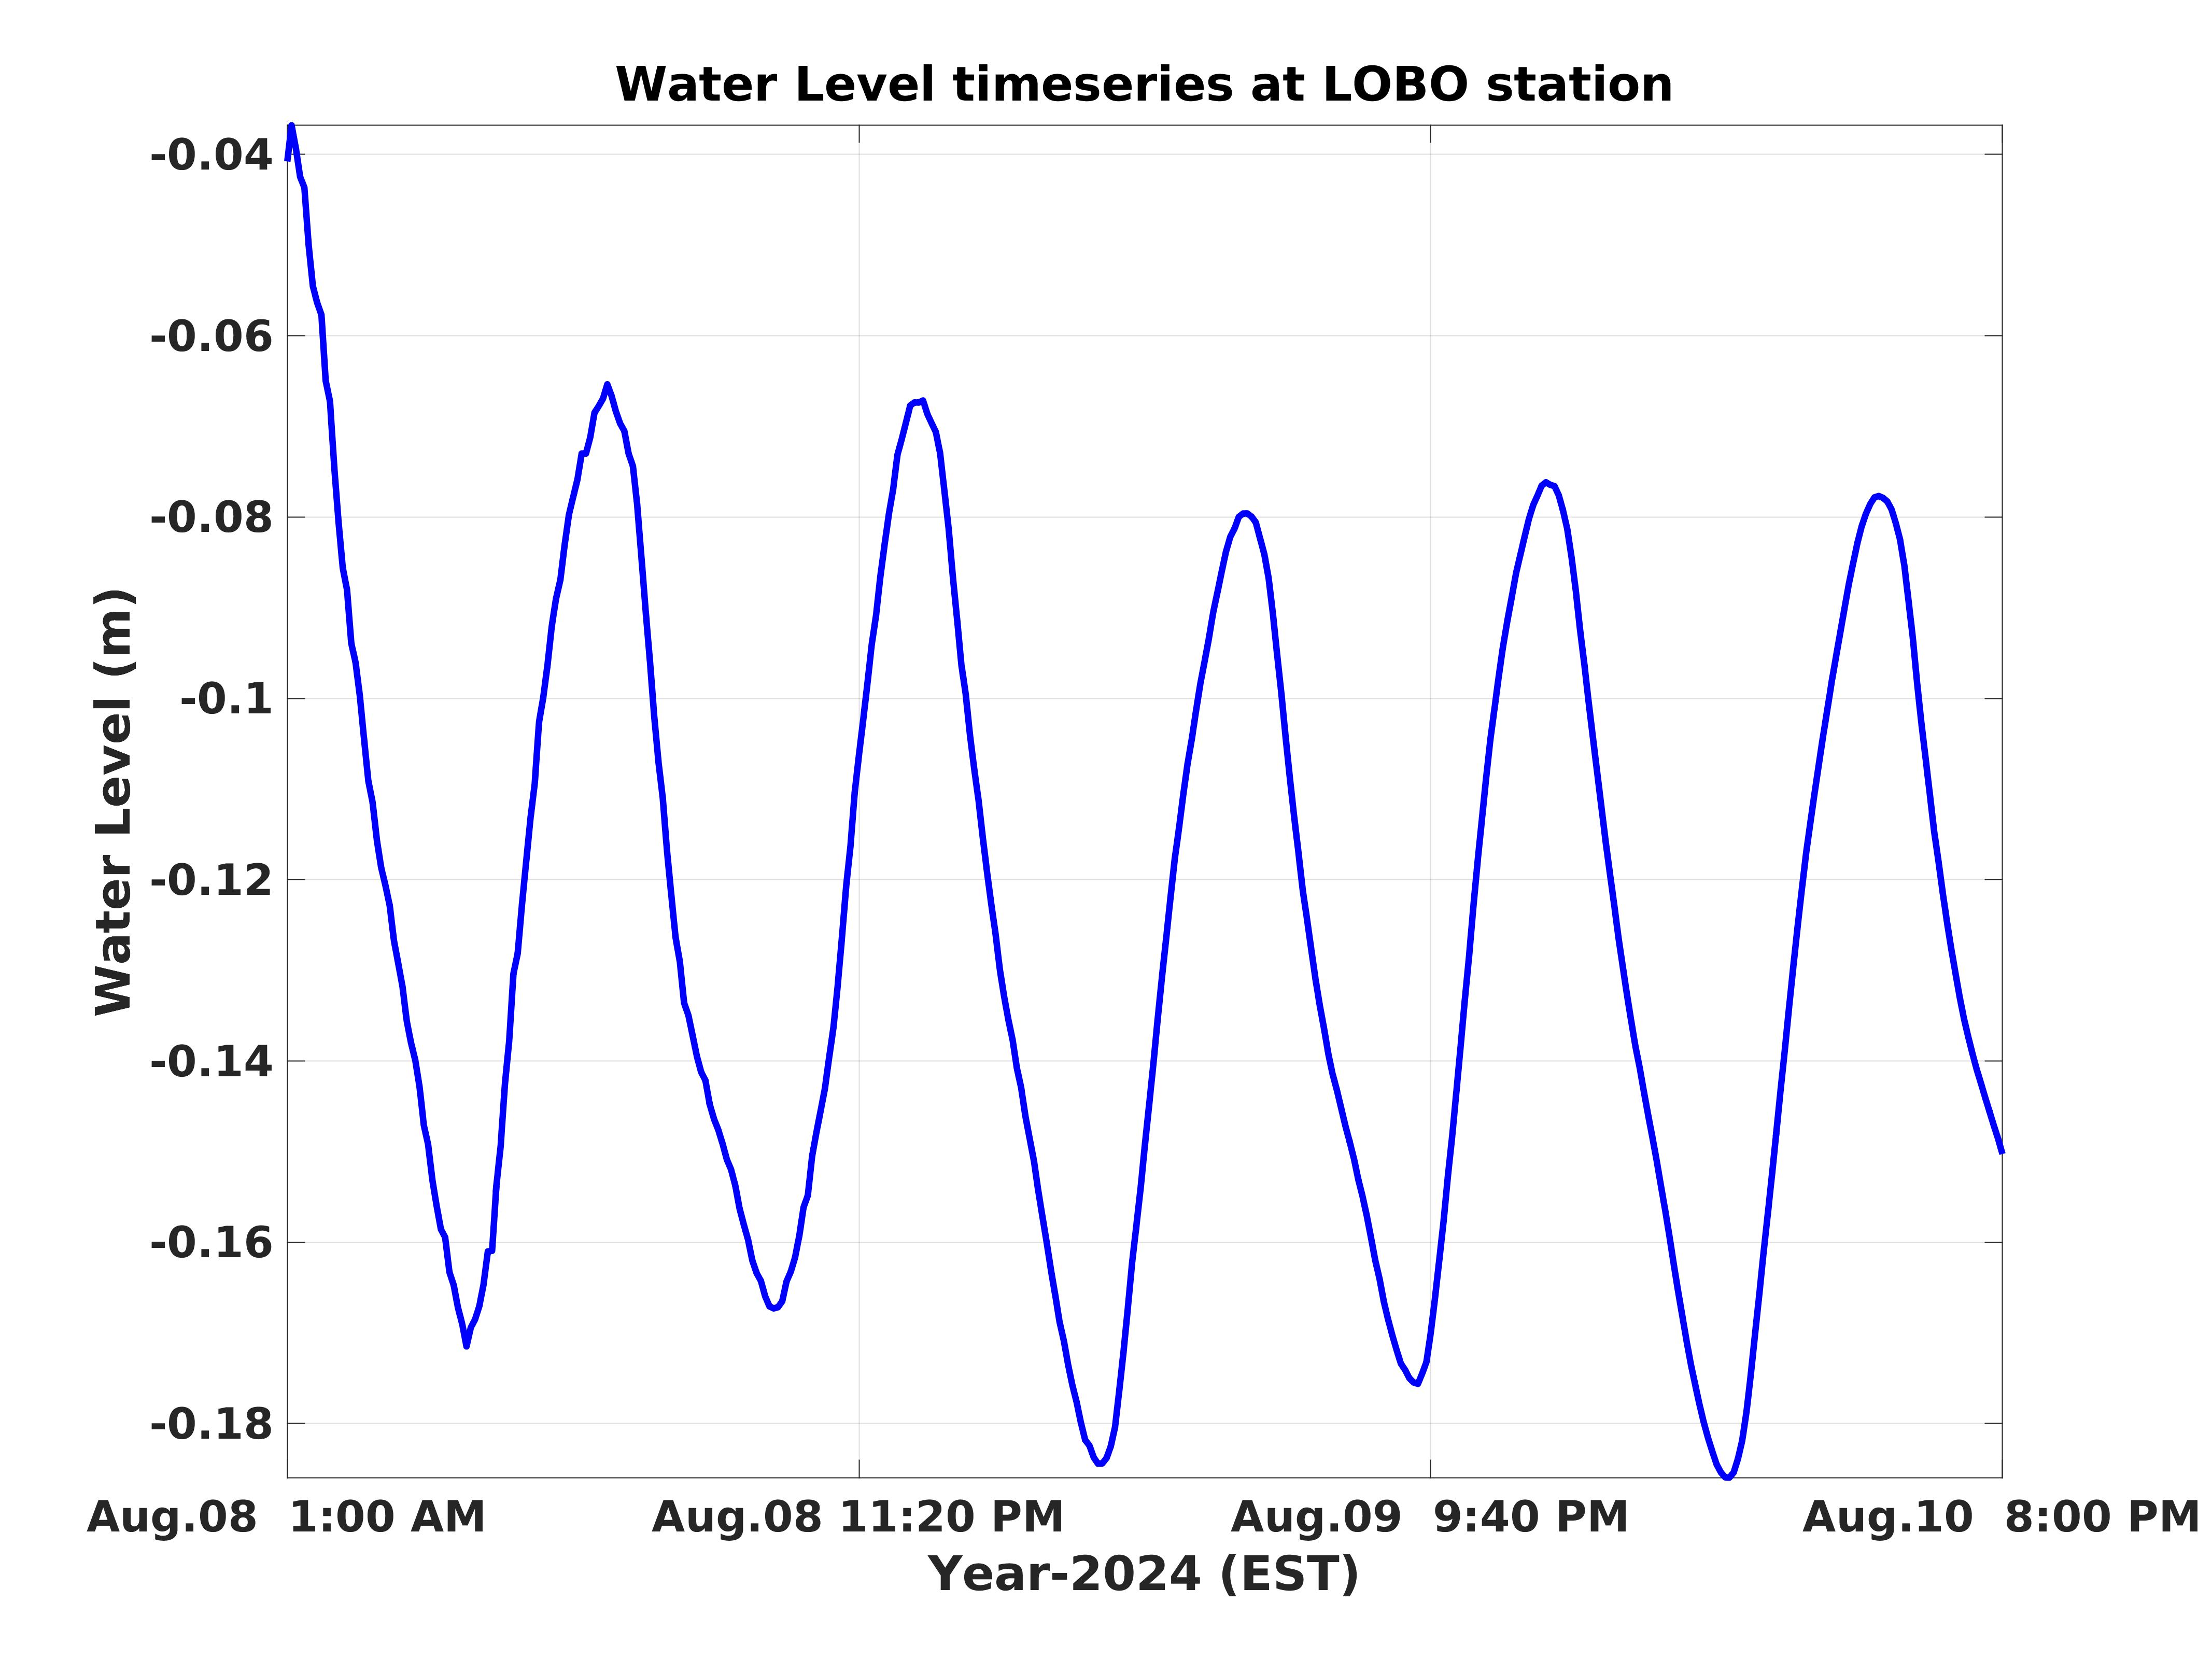 Water Level timeseries at LOBO station
Water Level (m)
-0.04
-0.06
-0.08
-0.1
-0.12
-0.14
-0.16
-0.18
Aug.08  1:00 AM
Aug.08 11:20 PM
Aug.09  9:40 PM
Aug.10  8:00 PM
Year-2024 (EST)